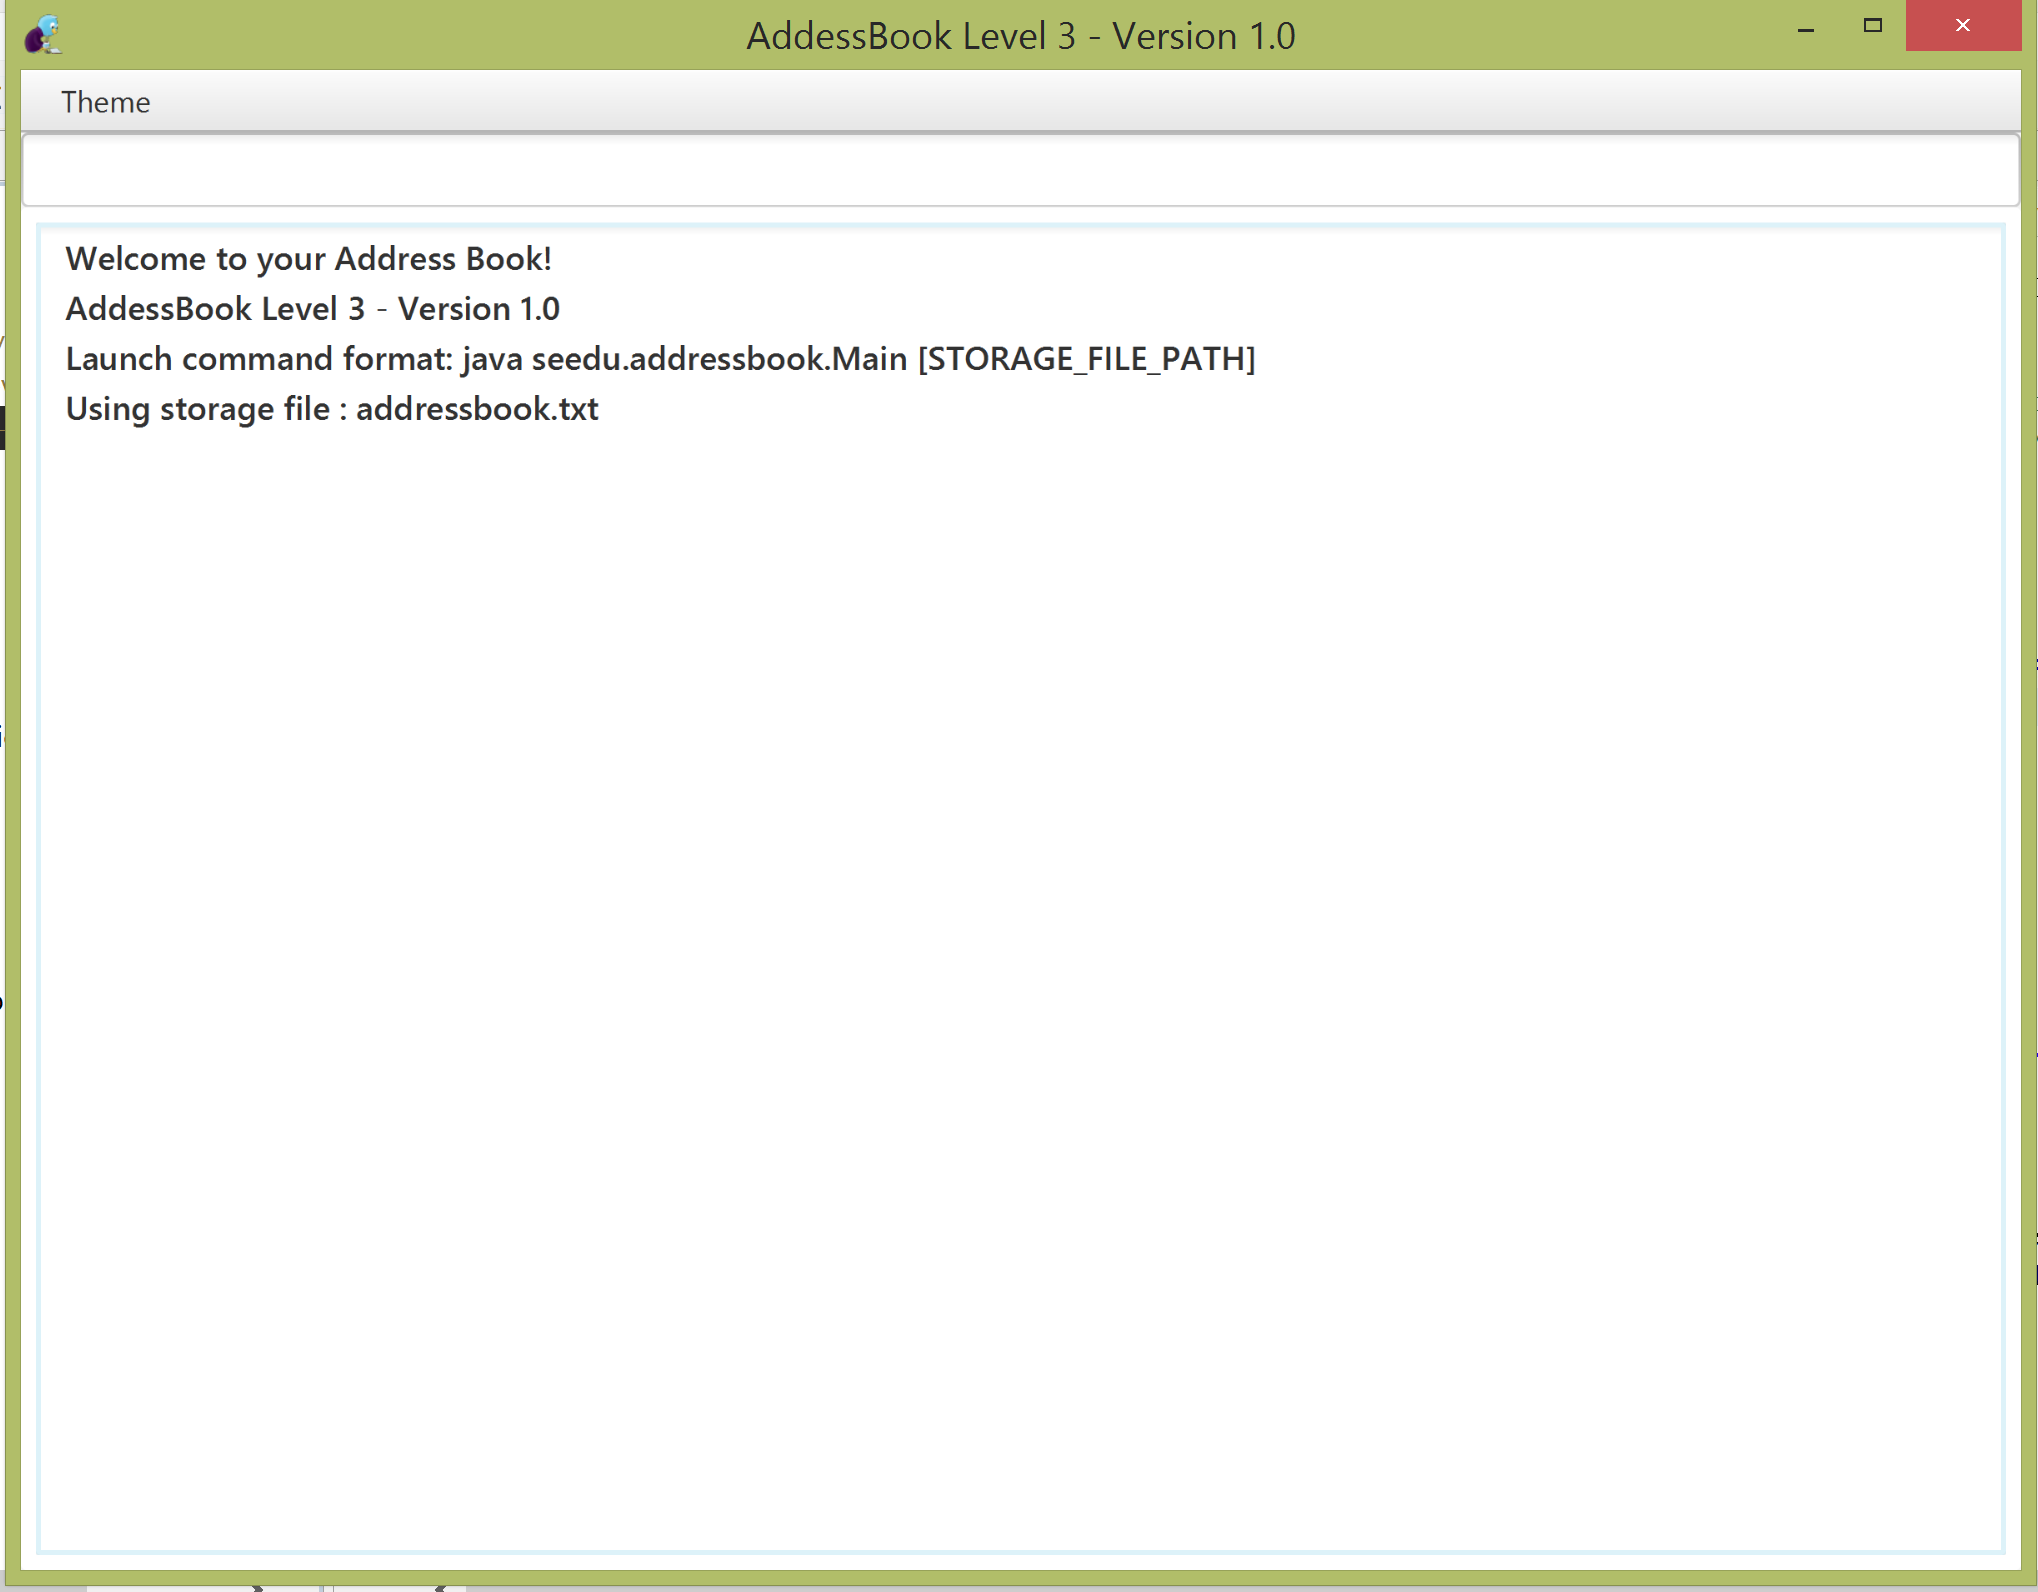 AddessBook Level 3 - Version 1.0
Theme
Welcome to your Address Book!
AddessBook Level 3 - Version 1.0
Launch command format: java seedu.addressbook.Main [STORAGE_FILE_PATH]
Using storage file : addressbook.txt